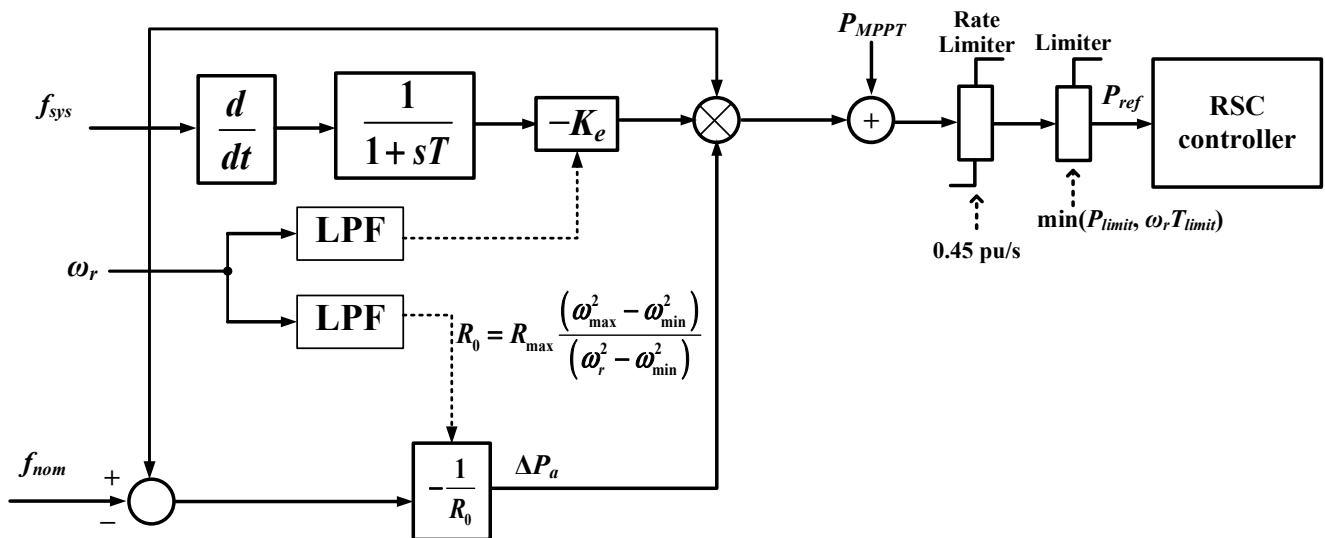 f_sys
d
dt
1
1 + sT
−K_e
P_MPPT
+
Rate
Limiter
Limiter
P_ref
RSC
controller
LPF
ω_r
LPF
0.45 pu/s
min(P_limit, ω_rT_limit)
R_0 = R_max (ω²_max − ω²_min) / (ω²_r − ω²_min)
f_nom
+
−
−1/R_0
ΔP_a